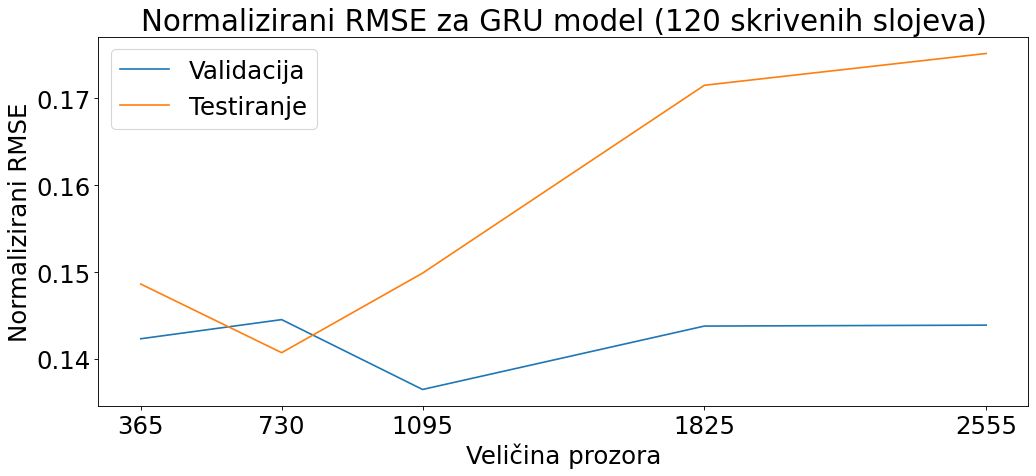 Normalizirani RMSE za GRU model (120 skrivenih slojeva)
Validacija
Testiranje
Normalizirani RMSE
0.17
0.16
0.15
0.14
365 730 1095 1825 2555
Veličina prozora